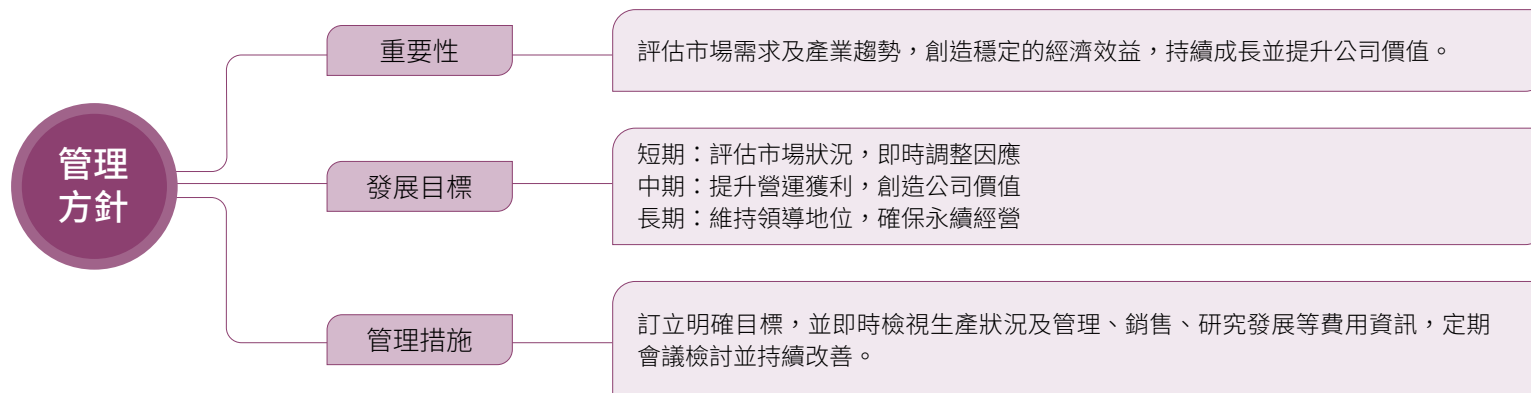 管理
方針
重要性
評估市場需求及產業趨勢，創造穩定的經濟效益，持續成長並提升公司價值。
發展目標
短期：評估市場狀況，即時調整因應
中期：提升營運獲利，創造公司價值
長期：維持領導地位，確保永續經營
管理措施
訂立明確目標，並即時檢視生產狀況及管理、銷售、研究發展等費用資訊，定期
會議檢討並持續改善。